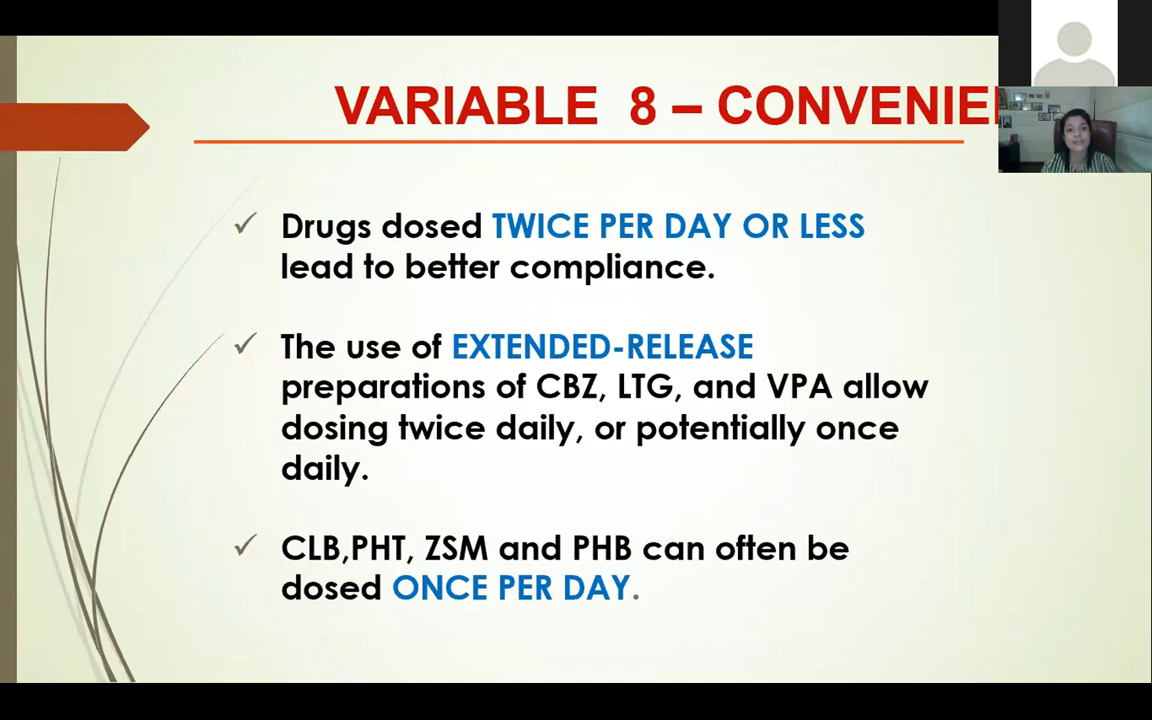 VARIABLE 8 – CONVENIE
Drugs dosed TWICE PER DAY OR LESS
lead to better compliance.
The use of EXTENDED-RELEASE
preparations of CBZ, LTG, and VPA allow
dosing twice daily, or potentially once
daily.
CLB,PHT, ZSM and PHB can often be
dosed ONCE PER DAY.